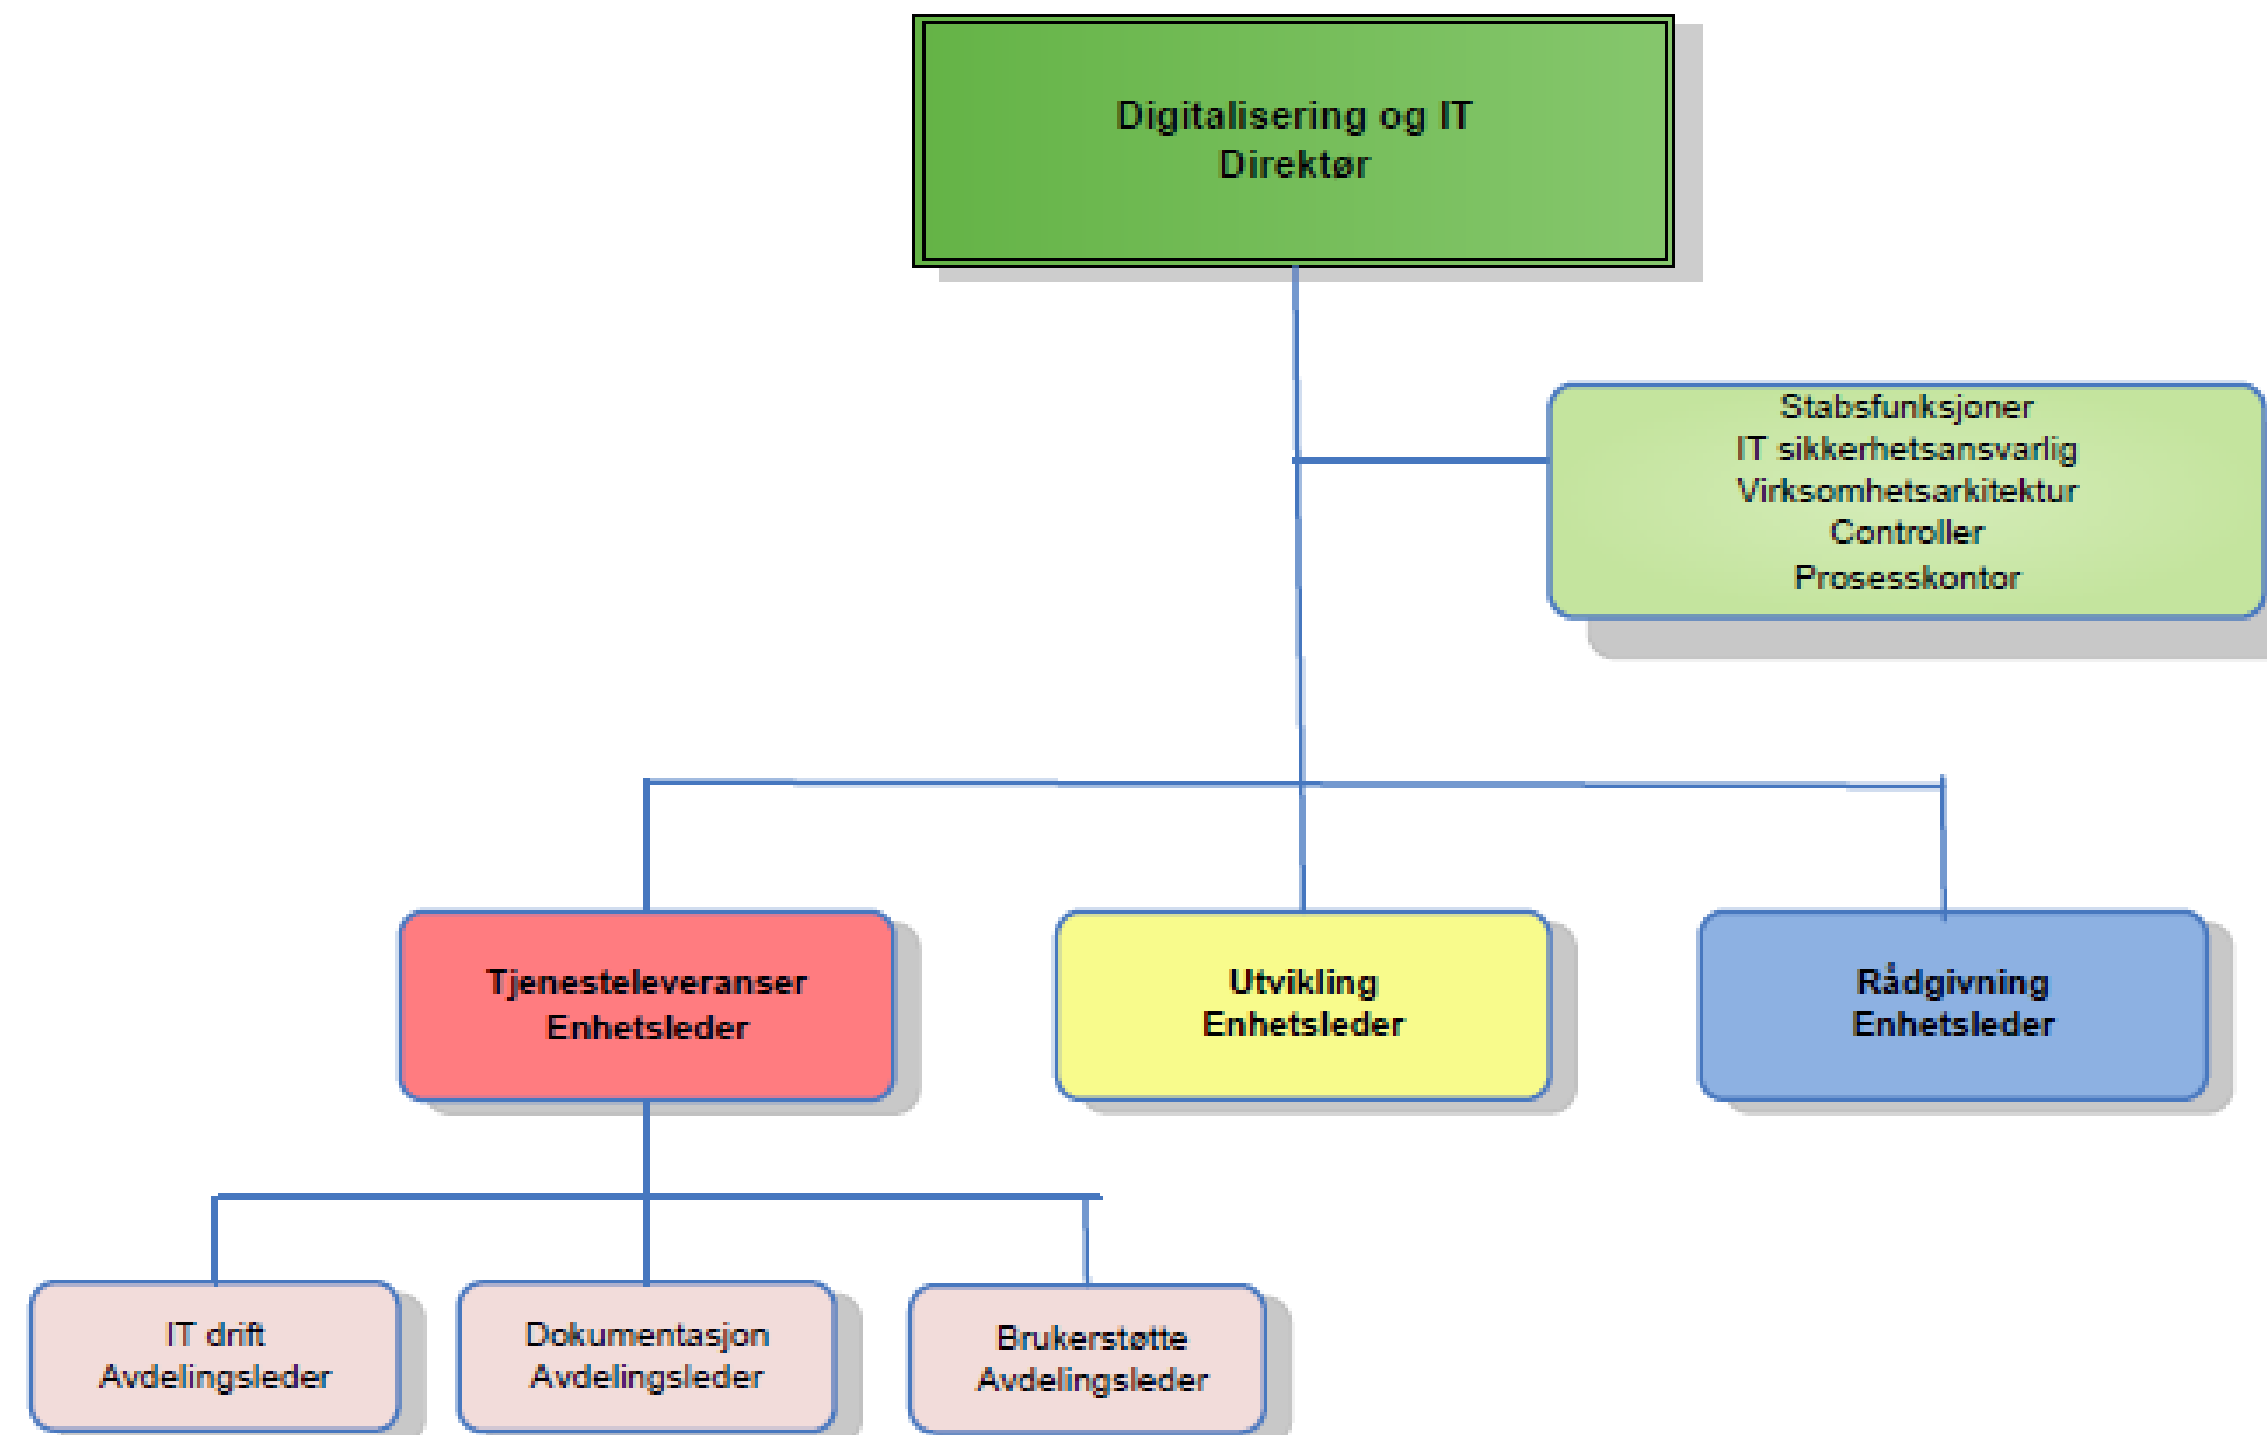 Digitalisering og IT
Direktør
Stabsfunksjoner
IT sikkerhetsansvarlig
Virksomhetsarkitektur
Controller
Prosesskontor
Tjenesteleveranser
Enhetsleder
Utvikling
Enhetsleder
Rådgivning
Enhetsleder
IT drift
Avdelingsleder
Dokumentasjon
Avdelingsleder
Brukerstøtte
Avdelingsleder